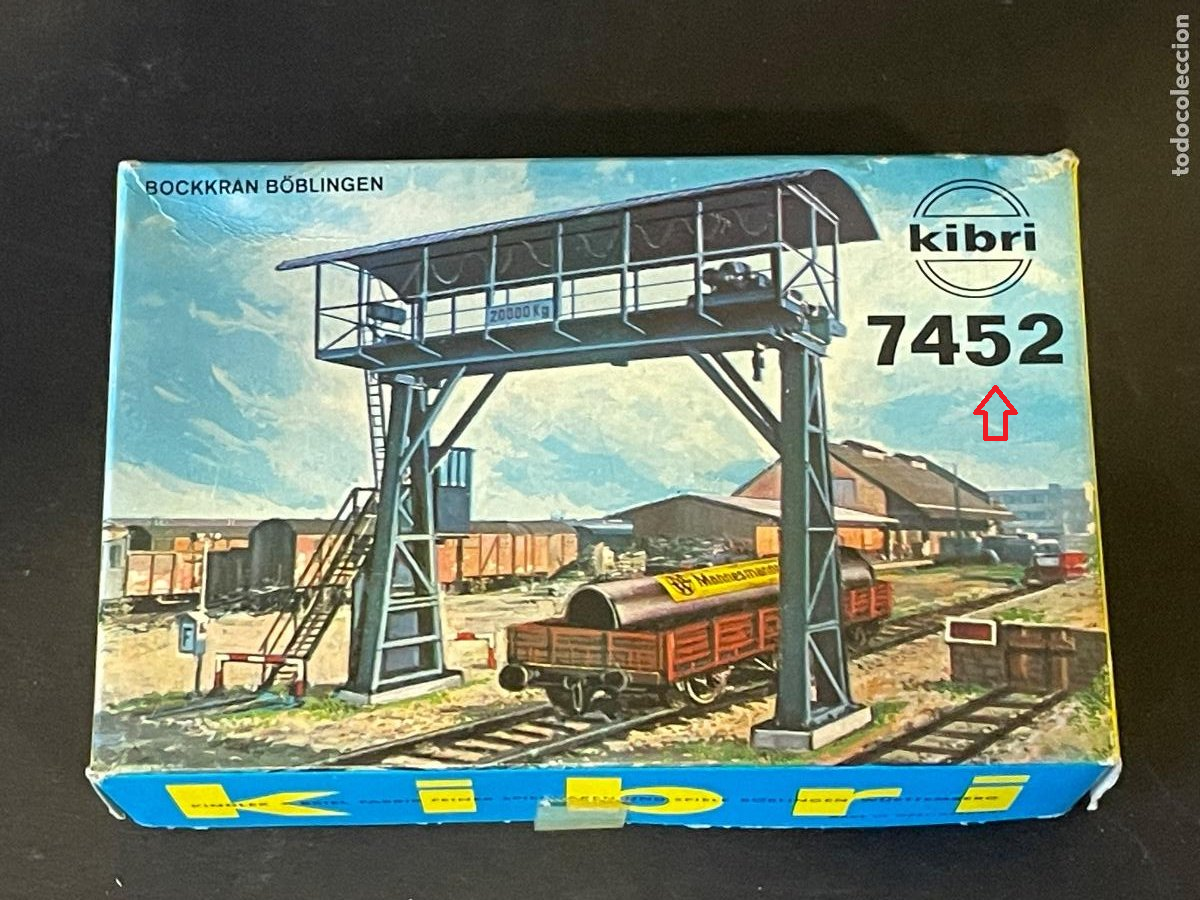 todocoleccion
BOCKKRAN BÖBLINGEN
kibri
7452
20000 Kg
Mannesmann
F
kibri